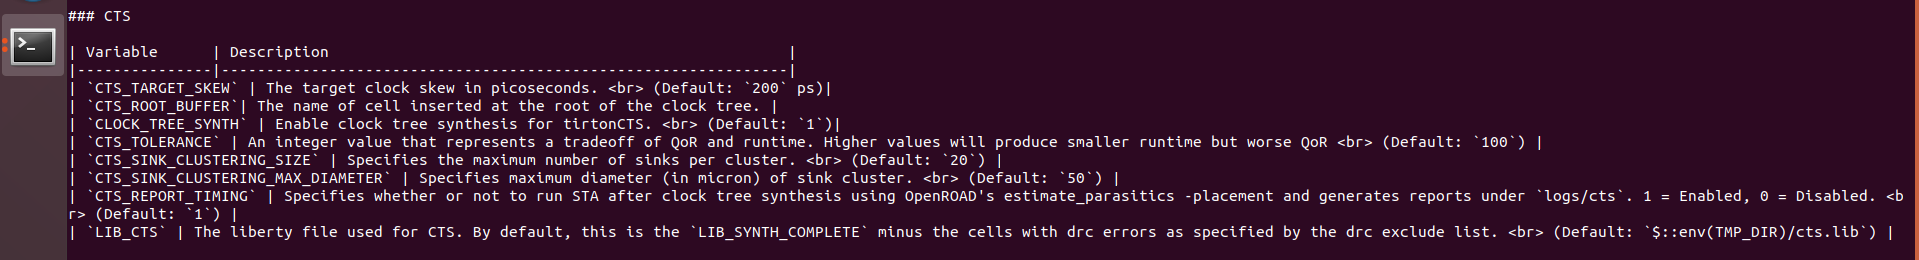 ### CTS
| Variable      | Description                                                   |
|---------------|---------------------------------------------------------------|
| `CTS_TARGET_SKEW` | The target clock skew in picoseconds. <br> (Default: `200` ps)|
| `CTS_ROOT_BUFFER`| The name of cell inserted at the root of the clock tree. |
| `CLOCK_TREE_SYNTH` | Enable clock tree synthesis for tirtonCTS. <br> (Default: `1`)|
| `CTS_TOLERANCE` | An integer value that represents a tradeoff of QoR and runtime. Higher values will produce smaller runtime but worse QoR <br> (Default: `100`) |
| `CTS_SINK_CLUSTERING_SIZE` | Specifies the maximum number of sinks per cluster. <br> (Default: `20`) |
| `CTS_SINK_CLUSTERING_MAX_DIAMETER` | Specifies maximum diameter (in micron) of sink cluster. <br> (Default: `50`) |
| `CTS_REPORT_TIMING` | Specifies whether or not to run STA after clock tree synthesis using OpenROAD's estimate_parasitics -placement and generates reports under `logs/cts`. 1 = Enabled, 0 = Disabled. <b
r> (Default: `1`) |
| `LIB_CTS` | The liberty file used for CTS. By default, this is the `LIB_SYNTH_COMPLETE` minus the cells with drc errors as specified by the drc exclude list. <br> (Default: `$::env(TMP_DIR)/cts.lib`) |